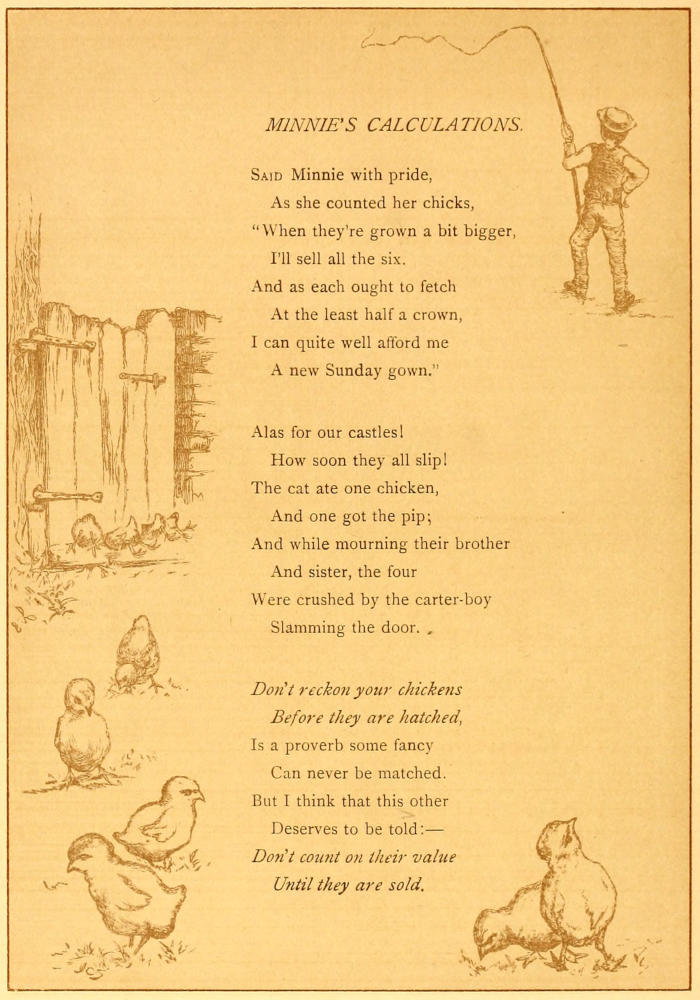 MINNIE'S CALCULATIONS.
SAID Minnie with pride,
As she counted her chicks,
"When they're grown a bit bigger,
I'll sell all the six.
And as each ought to fetch
At the least half a crown,
I can quite well afford me
A new Sunday gown."
Alas for our castles!
How soon they all slip!
The cat ate one chicken,
And one got the pip;
And while mourning their brother
And sister, the four
Were crushed by the carter-boy
Slamming the door.
Don't reckon your chickens
Before they are hatched,
Is a proverb some fancy
Can never be matched.
But I think that this other
Deserves to be told:—
Don't count on their value
Until they are sold.